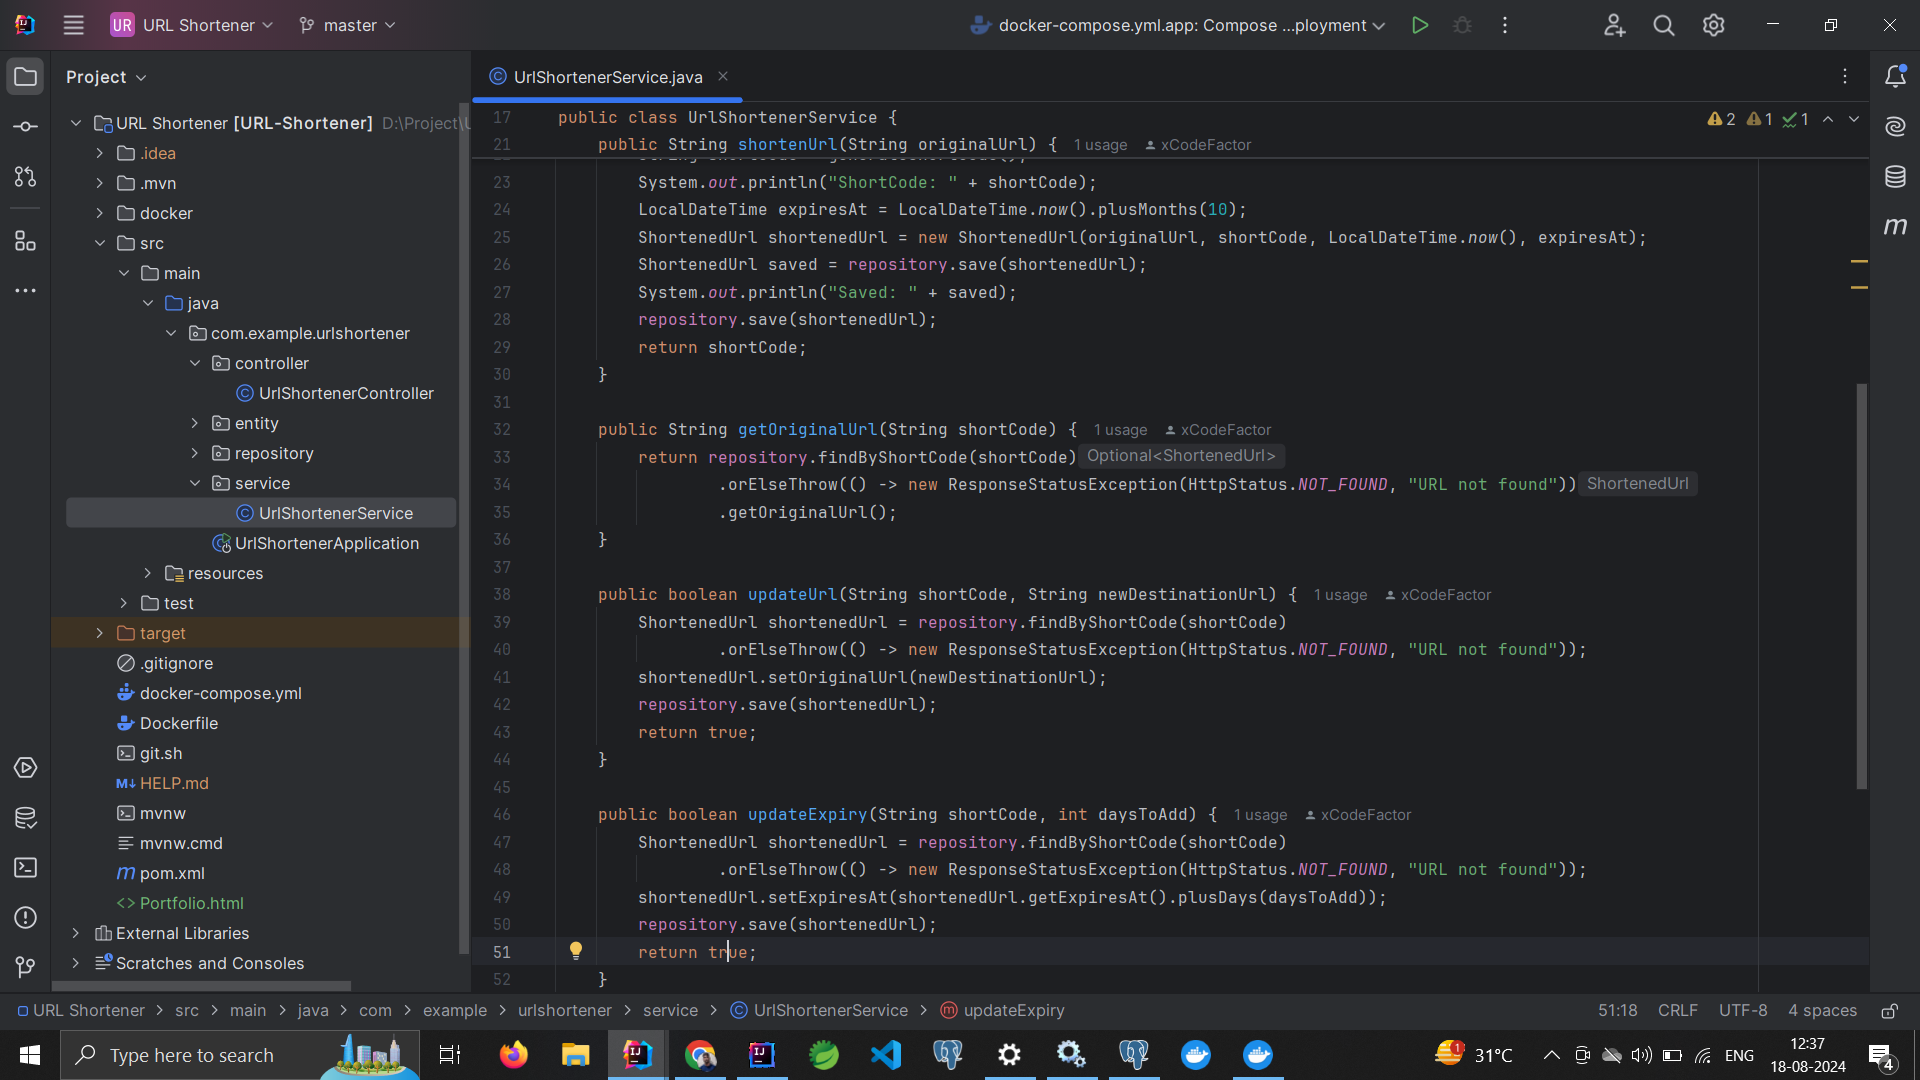 UR URL Shortener
master
docker-compose.yml.app: Compose ...ployment
Project
URL Shortener [URL-Shortener] D:\Project\
.idea
.mvn
docker
src
main
java
com.example.urlshortener
controller
UrlShortenerController
entity
repository
service
UrlShortenerService
UrlShortenerApplication
resources
test
target
.gitignore
docker-compose.yml
Dockerfile
git.sh
HELP.md
mvnw
mvnw.cmd
pom.xml
Portfolio.html
External Libraries
Scratches and Consoles
UrlShortenerService.java
2 1 1
17 public class UrlShortenerService {
21 public String shortenUrl(String originalUrl) { 1 usage xCodeFactor
23 System.out.println("ShortCode: " + shortCode);
24 LocalDateTime expiresAt = LocalDateTime.now().plusMonths(10);
25 ShortenedUrl shortenedUrl = new ShortenedUrl(originalUrl, shortCode, LocalDateTime.now(), expiresAt);
26 ShortenedUrl saved = repository.save(shortenedUrl);
27 System.out.println("Saved: " + saved);
28 repository.save(shortenedUrl);
29 return shortCode;
30 }
31
32 public String getOriginalUrl(String shortCode) { 1 usage xCodeFactor
33 return repository.findByShortCode(shortCode) Optional<ShortenedUrl>
34 .orElseThrow(() -> new ResponseStatusException(HttpStatus.NOT_FOUND, "URL not found")) ShortenedUrl
35 .getOriginalUrl();
36 }
37
38 public boolean updateUrl(String shortCode, String newDestinationUrl) { 1 usage xCodeFactor
39 ShortenedUrl shortenedUrl = repository.findByShortCode(shortCode)
40 .orElseThrow(() -> new ResponseStatusException(HttpStatus.NOT_FOUND, "URL not found"));
41 shortenedUrl.setOriginalUrl(newDestinationUrl);
42 repository.save(shortenedUrl);
43 return true;
44 }
45
46 public boolean updateExpiry(String shortCode, int daysToAdd) { 1 usage xCodeFactor
47 ShortenedUrl shortenedUrl = repository.findByShortCode(shortCode)
48 .orElseThrow(() -> new ResponseStatusException(HttpStatus.NOT_FOUND, "URL not found"));
49 shortenedUrl.setExpiresAt(shortenedUrl.getExpiresAt().plusDays(daysToAdd));
50 repository.save(shortenedUrl);
51 return true;
52 }
URL Shortener > src > main > java > com > example > urlshortener > service > UrlShortenerService > updateExpiry
51:18 CRLF UTF-8 4 spaces
Type here to search
31°C
ENG
12:37
18-08-2024
4